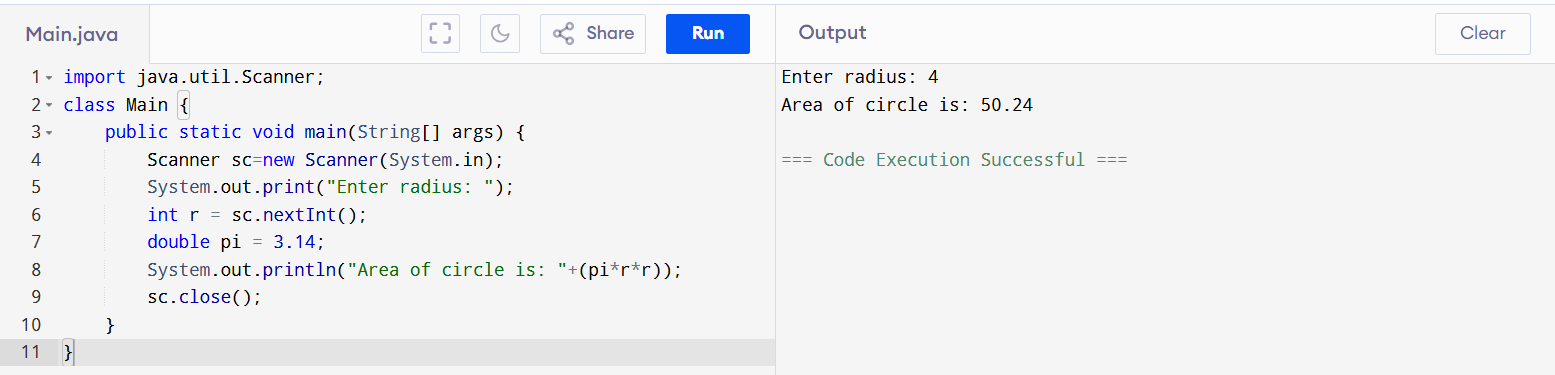 Main.java
Share
Run
Output
Clear
1 import java.util.Scanner;
2 class Main {
3     public static void main(String[] args) {
4         Scanner sc=new Scanner(System.in);
5         System.out.print("Enter radius: ");
6         int r = sc.nextInt();
7         double pi = 3.14;
8         System.out.println("Area of circle is: "+(pi*r*r));
9         sc.close();
10     }
11 }
Enter radius: 4
Area of circle is: 50.24
=== Code Execution Successful ===